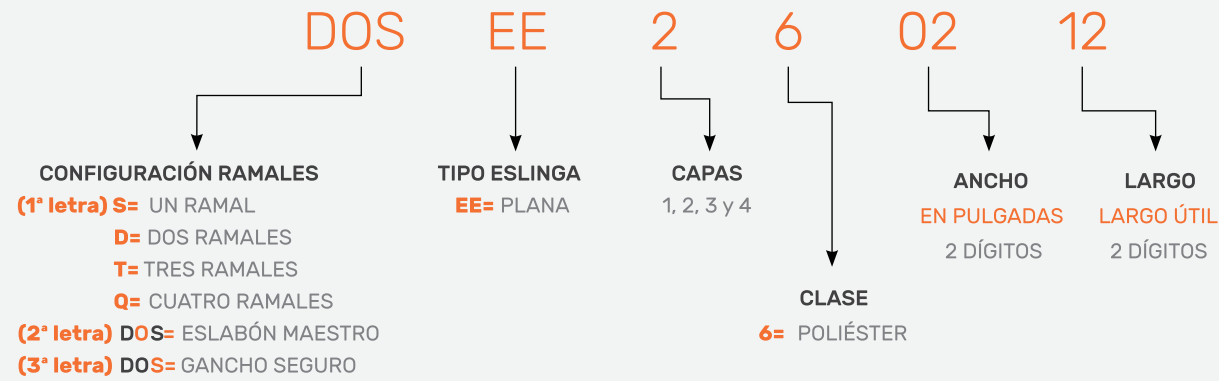 DOS EE 2 6 02 12
CONFIGURACIÓN RAMALES
(1ª letra) S= UN RAMAL
D= DOS RAMALES
T= TRES RAMALES
Q= CUATRO RAMALES
(2ª letra) DOS= ESLABÓN MAESTRO
(3ª letra) DOS= GANCHO SEGURO
TIPO ESLINGA
EE= PLANA
CAPAS
1, 2, 3 y 4
CLASE
6= POLIÉSTER
ANCHO
EN PULGADAS
2 DÍGITOS
LARGO
LARGO ÚTIL
2 DÍGITOS